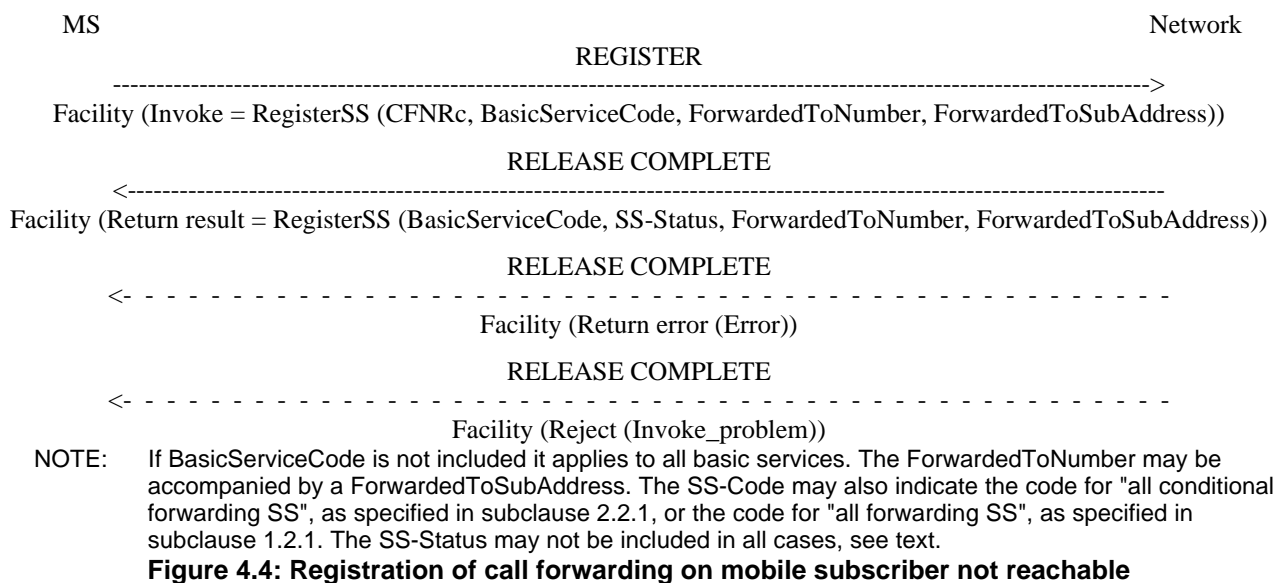 MS Network
REGISTER
------------------------------------------------------------------------------------------------------------------------>
Facility (Invoke = RegisterSS (CFNRc, BasicServiceCode, ForwardedToNumber, ForwardedToSubAddress))
RELEASE COMPLETE
<------------------------------------------------------------------------------------------------------------------------
Facility (Return result = RegisterSS (BasicServiceCode, SS-Status, ForwardedToNumber, ForwardedToSubAddress))
RELEASE COMPLETE
<- - - - - - - - - - - - - - - - - - - - - - - - - - - - - - - - - - - - - - - -
Facility (Return error (Error))
RELEASE COMPLETE
<- - - - - - - - - - - - - - - - - - - - - - - - - - - - - - - - - - - - - - - -
Facility (Reject (Invoke_problem))
NOTE: If BasicServiceCode is not included it applies to all basic services. The ForwardedToNumber may be
accompanied by a ForwardedToSubAddress. The SS-Code may also indicate the code for "all conditional
forwarding SS", as specified in subclause 2.2.1, or the code for "all forwarding SS", as specified in
subclause 1.2.1. The SS-Status may not be included in all cases, see text.
Figure 4.4: Registration of call forwarding on mobile subscriber not reachable